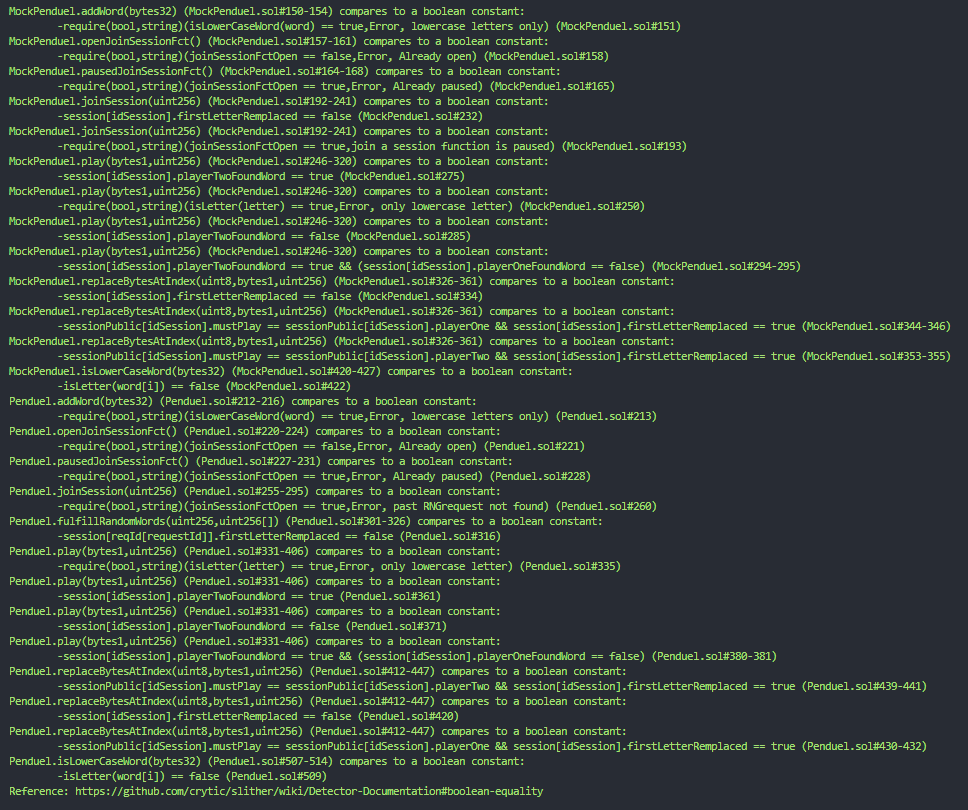 MockPenduel.addWord(bytes32) (MockPenduel.sol#150-154) compares to a boolean constant:
-require(bool,string)(isLowerCaseWord(word) == true,Error, lowercase letters only) (MockPenduel.sol#151)
MockPenduel.openJoinSessionFct() (MockPenduel.sol#157-161) compares to a boolean constant:
-require(bool,string)(joinSessionFctOpen == false,Error, Already open) (MockPenduel.sol#158)
MockPenduel.pausedJoinSessionFct() (MockPenduel.sol#164-168) compares to a boolean constant:
-require(bool,string)(joinSessionFctOpen == true,Error, Already paused) (MockPenduel.sol#165)
MockPenduel.joinSession(uint256) (MockPenduel.sol#192-241) compares to a boolean constant:
-session[idSession].firstLetterRemplaced == false (MockPenduel.sol#232)
MockPenduel.joinSession(uint256) (MockPenduel.sol#192-241) compares to a boolean constant:
-require(bool,string)(joinSessionFctOpen == true,join a session function is paused) (MockPenduel.sol#193)
MockPenduel.play(bytes1,uint256) (MockPenduel.sol#246-320) compares to a boolean constant:
-session[idSession].playerTwoFoundWord == true (MockPenduel.sol#275)
MockPenduel.play(bytes1,uint256) (MockPenduel.sol#246-320) compares to a boolean constant:
-require(bool,string)(isLetter(letter) == true,Error, only lowercase letter) (MockPenduel.sol#250)
MockPenduel.play(bytes1,uint256) (MockPenduel.sol#246-320) compares to a boolean constant:
-session[idSession].playerTwoFoundWord == false (MockPenduel.sol#285)
MockPenduel.play(bytes1,uint256) (MockPenduel.sol#246-320) compares to a boolean constant:
-session[idSession].playerTwoFoundWord == true && (session[idSession].playerOneFoundWord == false) (MockPenduel.sol#294-295)
MockPenduel.replaceBytesAtIndex(uint8,bytes1,uint256) (MockPenduel.sol#326-361) compares to a boolean constant:
-session[idSession].firstLetterRemplaced == false (MockPenduel.sol#334)
MockPenduel.replaceBytesAtIndex(uint8,bytes1,uint256) (MockPenduel.sol#326-361) compares to a boolean constant:
-sessionPublic[idSession].mustPlay == sessionPublic[idSession].playerOne && session[idSession].firstLetterRemplaced == true (MockPenduel.sol#344-346)
MockPenduel.replaceBytesAtIndex(uint8,bytes1,uint256) (MockPenduel.sol#326-361) compares to a boolean constant:
-sessionPublic[idSession].mustPlay == sessionPublic[idSession].playerTwo && session[idSession].firstLetterRemplaced == true (MockPenduel.sol#353-355)
MockPenduel.isLowerCaseWord(bytes32) (MockPenduel.sol#420-427) compares to a boolean constant:
-isLetter(word[i]) == false (MockPenduel.sol#422)
Penduel.addWord(bytes32) (Penduel.sol#212-216) compares to a boolean constant:
-require(bool,string)(isLowerCaseWord(word) == true,Error, lowercase letters only) (Penduel.sol#213)
Penduel.openJoinSessionFct() (Penduel.sol#220-224) compares to a boolean constant:
-require(bool,string)(joinSessionFctOpen == false,Error, Already open) (Penduel.sol#221)
Penduel.pausedJoinSessionFct() (Penduel.sol#227-231) compares to a boolean constant:
-require(bool,string)(joinSessionFctOpen == true,Error, Already paused) (Penduel.sol#228)
Penduel.joinSession(uint256) (Penduel.sol#255-295) compares to a boolean constant:
-require(bool,string)(joinSessionFctOpen == true,Error, past RNGrequest not found) (Penduel.sol#260)
Penduel.fulfillRandomWords(uint256,uint256[]) (Penduel.sol#301-326) compares to a boolean constant:
-session[reqId[requestId]].firstLetterRemplaced == false (Penduel.sol#316)
Penduel.play(bytes1,uint256) (Penduel.sol#331-406) compares to a boolean constant:
-require(bool,string)(isLetter(letter) == true,Error, only lowercase letter) (Penduel.sol#335)
Penduel.play(bytes1,uint256) (Penduel.sol#331-406) compares to a boolean constant:
-session[idSession].playerTwoFoundWord == true (Penduel.sol#361)
Penduel.play(bytes1,uint256) (Penduel.sol#331-406) compares to a boolean constant:
-session[idSession].playerTwoFoundWord == false (Penduel.sol#371)
Penduel.play(bytes1,uint256) (Penduel.sol#331-406) compares to a boolean constant:
-session[idSession].playerTwoFoundWord == true && (session[idSession].playerOneFoundWord == false) (Penduel.sol#380-381)
Penduel.replaceBytesAtIndex(uint8,bytes1,uint256) (Penduel.sol#412-447) compares to a boolean constant:
-sessionPublic[idSession].mustPlay == sessionPublic[idSession].playerTwo && session[idSession].firstLetterRemplaced == true (Penduel.sol#439-441)
Penduel.replaceBytesAtIndex(uint8,bytes1,uint256) (Penduel.sol#412-447) compares to a boolean constant:
-session[idSession].firstLetterRemplaced == false (Penduel.sol#420)
Penduel.replaceBytesAtIndex(uint8,bytes1,uint256) (Penduel.sol#412-447) compares to a boolean constant:
-sessionPublic[idSession].mustPlay == sessionPublic[idSession].playerOne && session[idSession].firstLetterRemplaced == true (Penduel.sol#430-432)
Penduel.isLowerCaseWord(bytes32) (Penduel.sol#507-514) compares to a boolean constant:
-isLetter(word[i]) == false (Penduel.sol#509)
Reference: https://github.com/crytic/slither/wiki/Detector-Documentation#boolean-equality